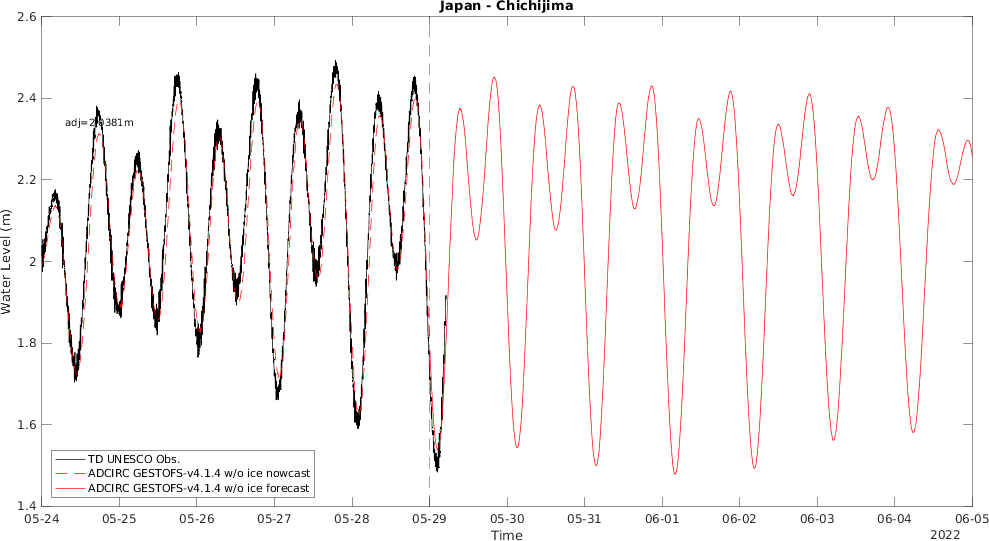 Japan - Chichijima
2.6
2.4
2.2
2
1.8
1.6
1.4
Water Level (m)
adj=2.0381m
TD UNESCO Obs.
ADCIRC GESTOFS-v4.1.4 w/o ice nowcast
ADCIRC GESTOFS-v4.1.4 w/o ice forecast
05-24 05-25 05-26 05-27 05-28 05-29 05-30 05-31 06-01 06-02 06-03 06-04 06-05
Time
2022